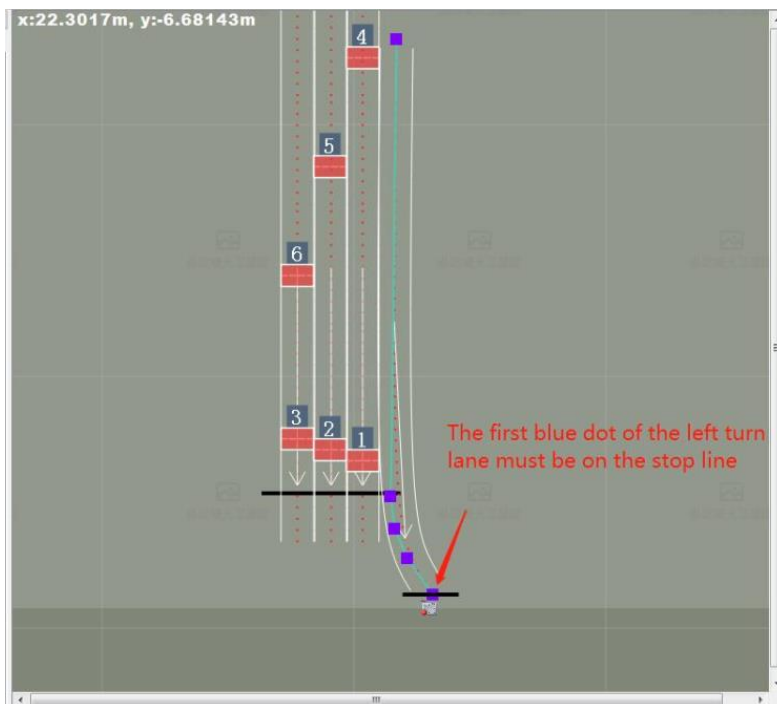 x:22.3017m, y:-6.68143m
4
5
6
3
2
1
The first blue dot of the left turn
lane must be on the stop line